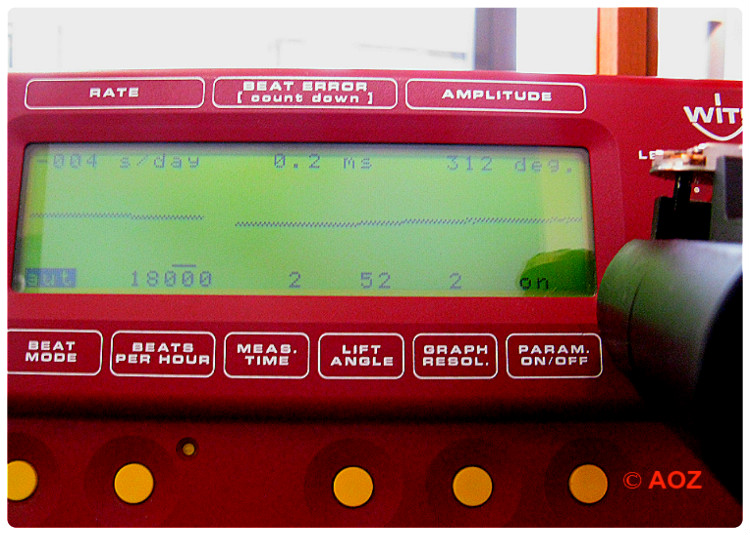 RATE
BEAT ERROR
[ count down ]
AMPLITUDE
-004 s/day 0.2 ms 312 deg.
aut 18000 2 52 2 on
BEAT
MODE
BEATS
PER HOUR
MEAS.
TIME
LIFT
ANGLE
GRAPH
RESOL.
PARAM.
ON/OFF
© AOZ